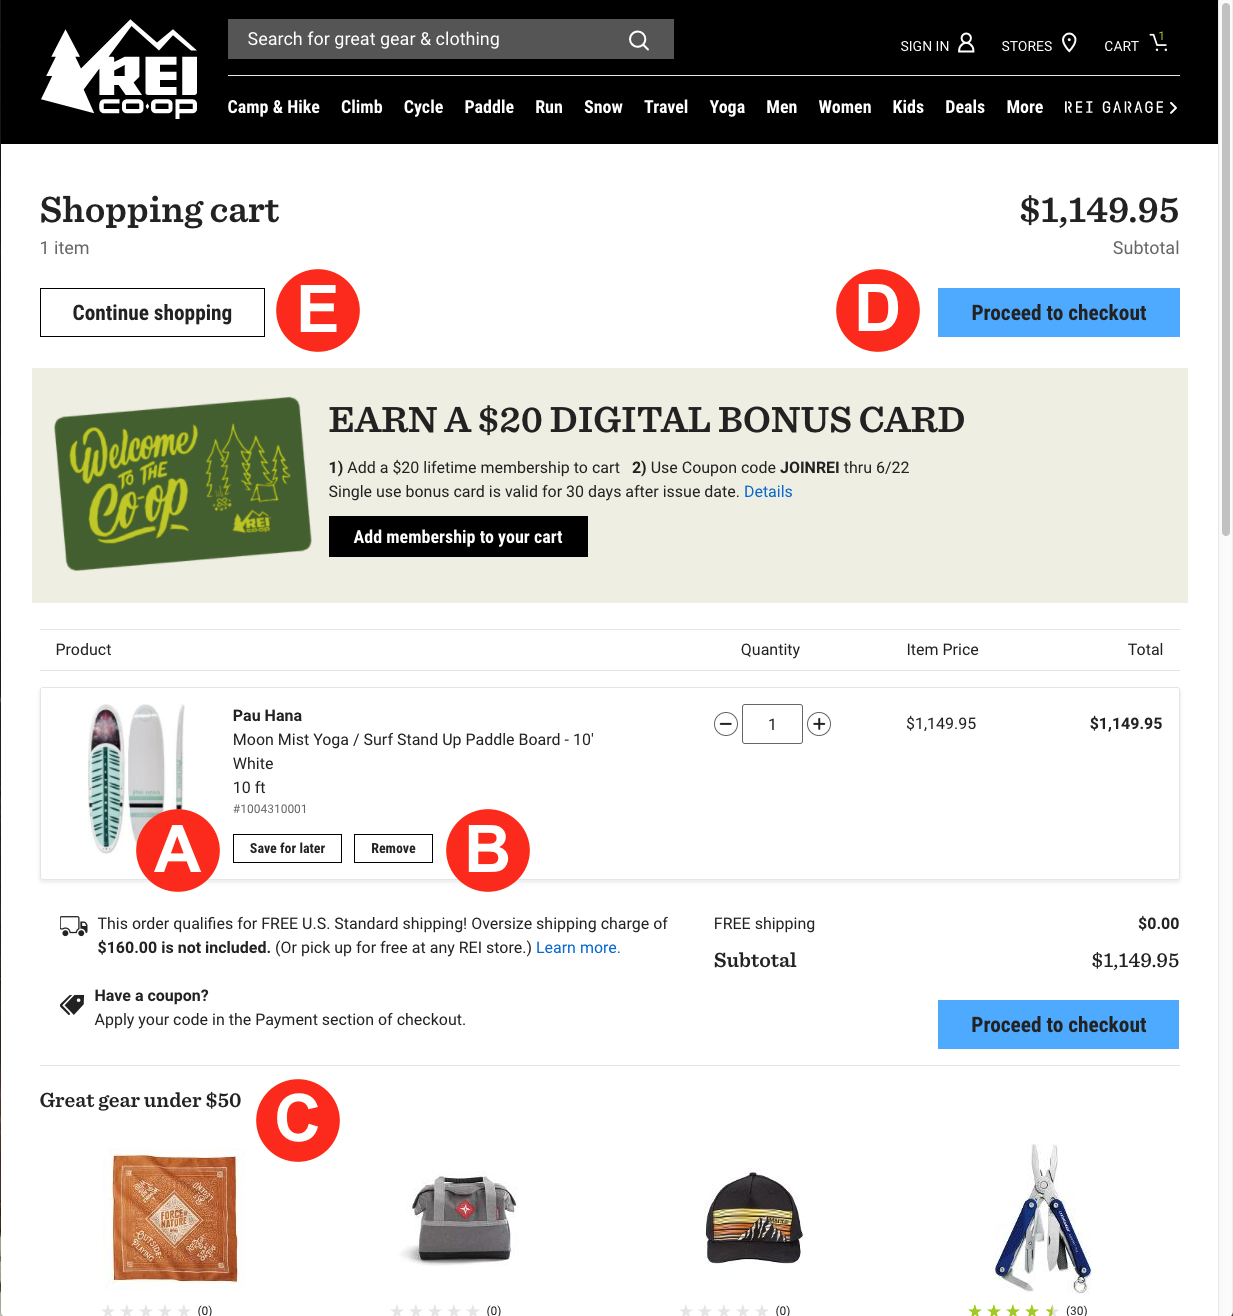 Search for great gear & clothing
SIGN IN
STORES
CART 1
REI
CO·OP
Camp & Hike Climb Cycle Paddle Run Snow Travel Yoga Men Women Kids Deals More REI GARAGE
Shopping cart
$1,149.95
1 item
Subtotal
Continue shopping
E
D
Proceed to checkout
Welcome
TO THE
Co-op
REI
CO·OP
EARN A $20 DIGITAL BONUS CARD
1) Add a $20 lifetime membership to cart 2) Use Coupon code JOINREI thru 6/22
Single use bonus card is valid for 30 days after issue date. Details
Add membership to your cart
Product Quantity Item Price Total
Pau Hana
Moon Mist Yoga / Surf Stand Up Paddle Board - 10'
White
10 ft
#1004310001
1
$1,149.95
$1,149.95
A
Save for later
Remove
B
This order qualifies for FREE U.S. Standard shipping! Oversize shipping charge of
$160.00 is not included. (Or pick up for free at any REI store.) Learn more.
FREE shipping $0.00
Subtotal $1,149.95
Have a coupon?
Apply your code in the Payment section of checkout.
Proceed to checkout
Great gear under $50
C
FORCE OF
NATURE
OUTSIDE
PLAYING
(0)
(0)
(0)
(30)